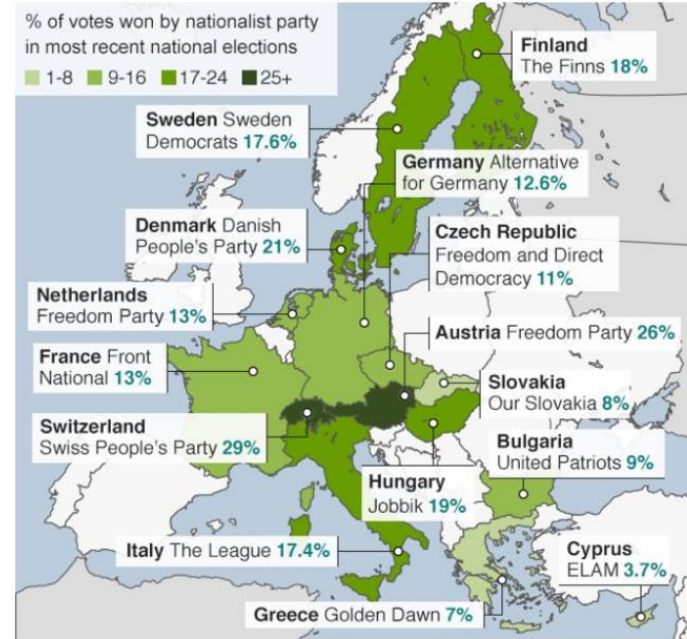 % of votes won by nationalist party
in most recent national elections
1-8 9-16 17-24 25+
Finland
The Finns 18%
Sweden Sweden
Democrats 17.6%
Germany Alternative
for Germany 12.6%
Denmark Danish
People's Party 21%
Czech Republic
Freedom and Direct
Democracy 11%
Netherlands
Freedom Party 13%
Austria Freedom Party 26%
France Front
National 13%
Slovakia
Our Slovakia 8%
Switzerland
Swiss People's Party 29%
Bulgaria
United Patriots 9%
Hungary
Jobbik 19%
Italy The League 17.4%
Cyprus
ELAM 3.7%
Greece Golden Dawn 7%